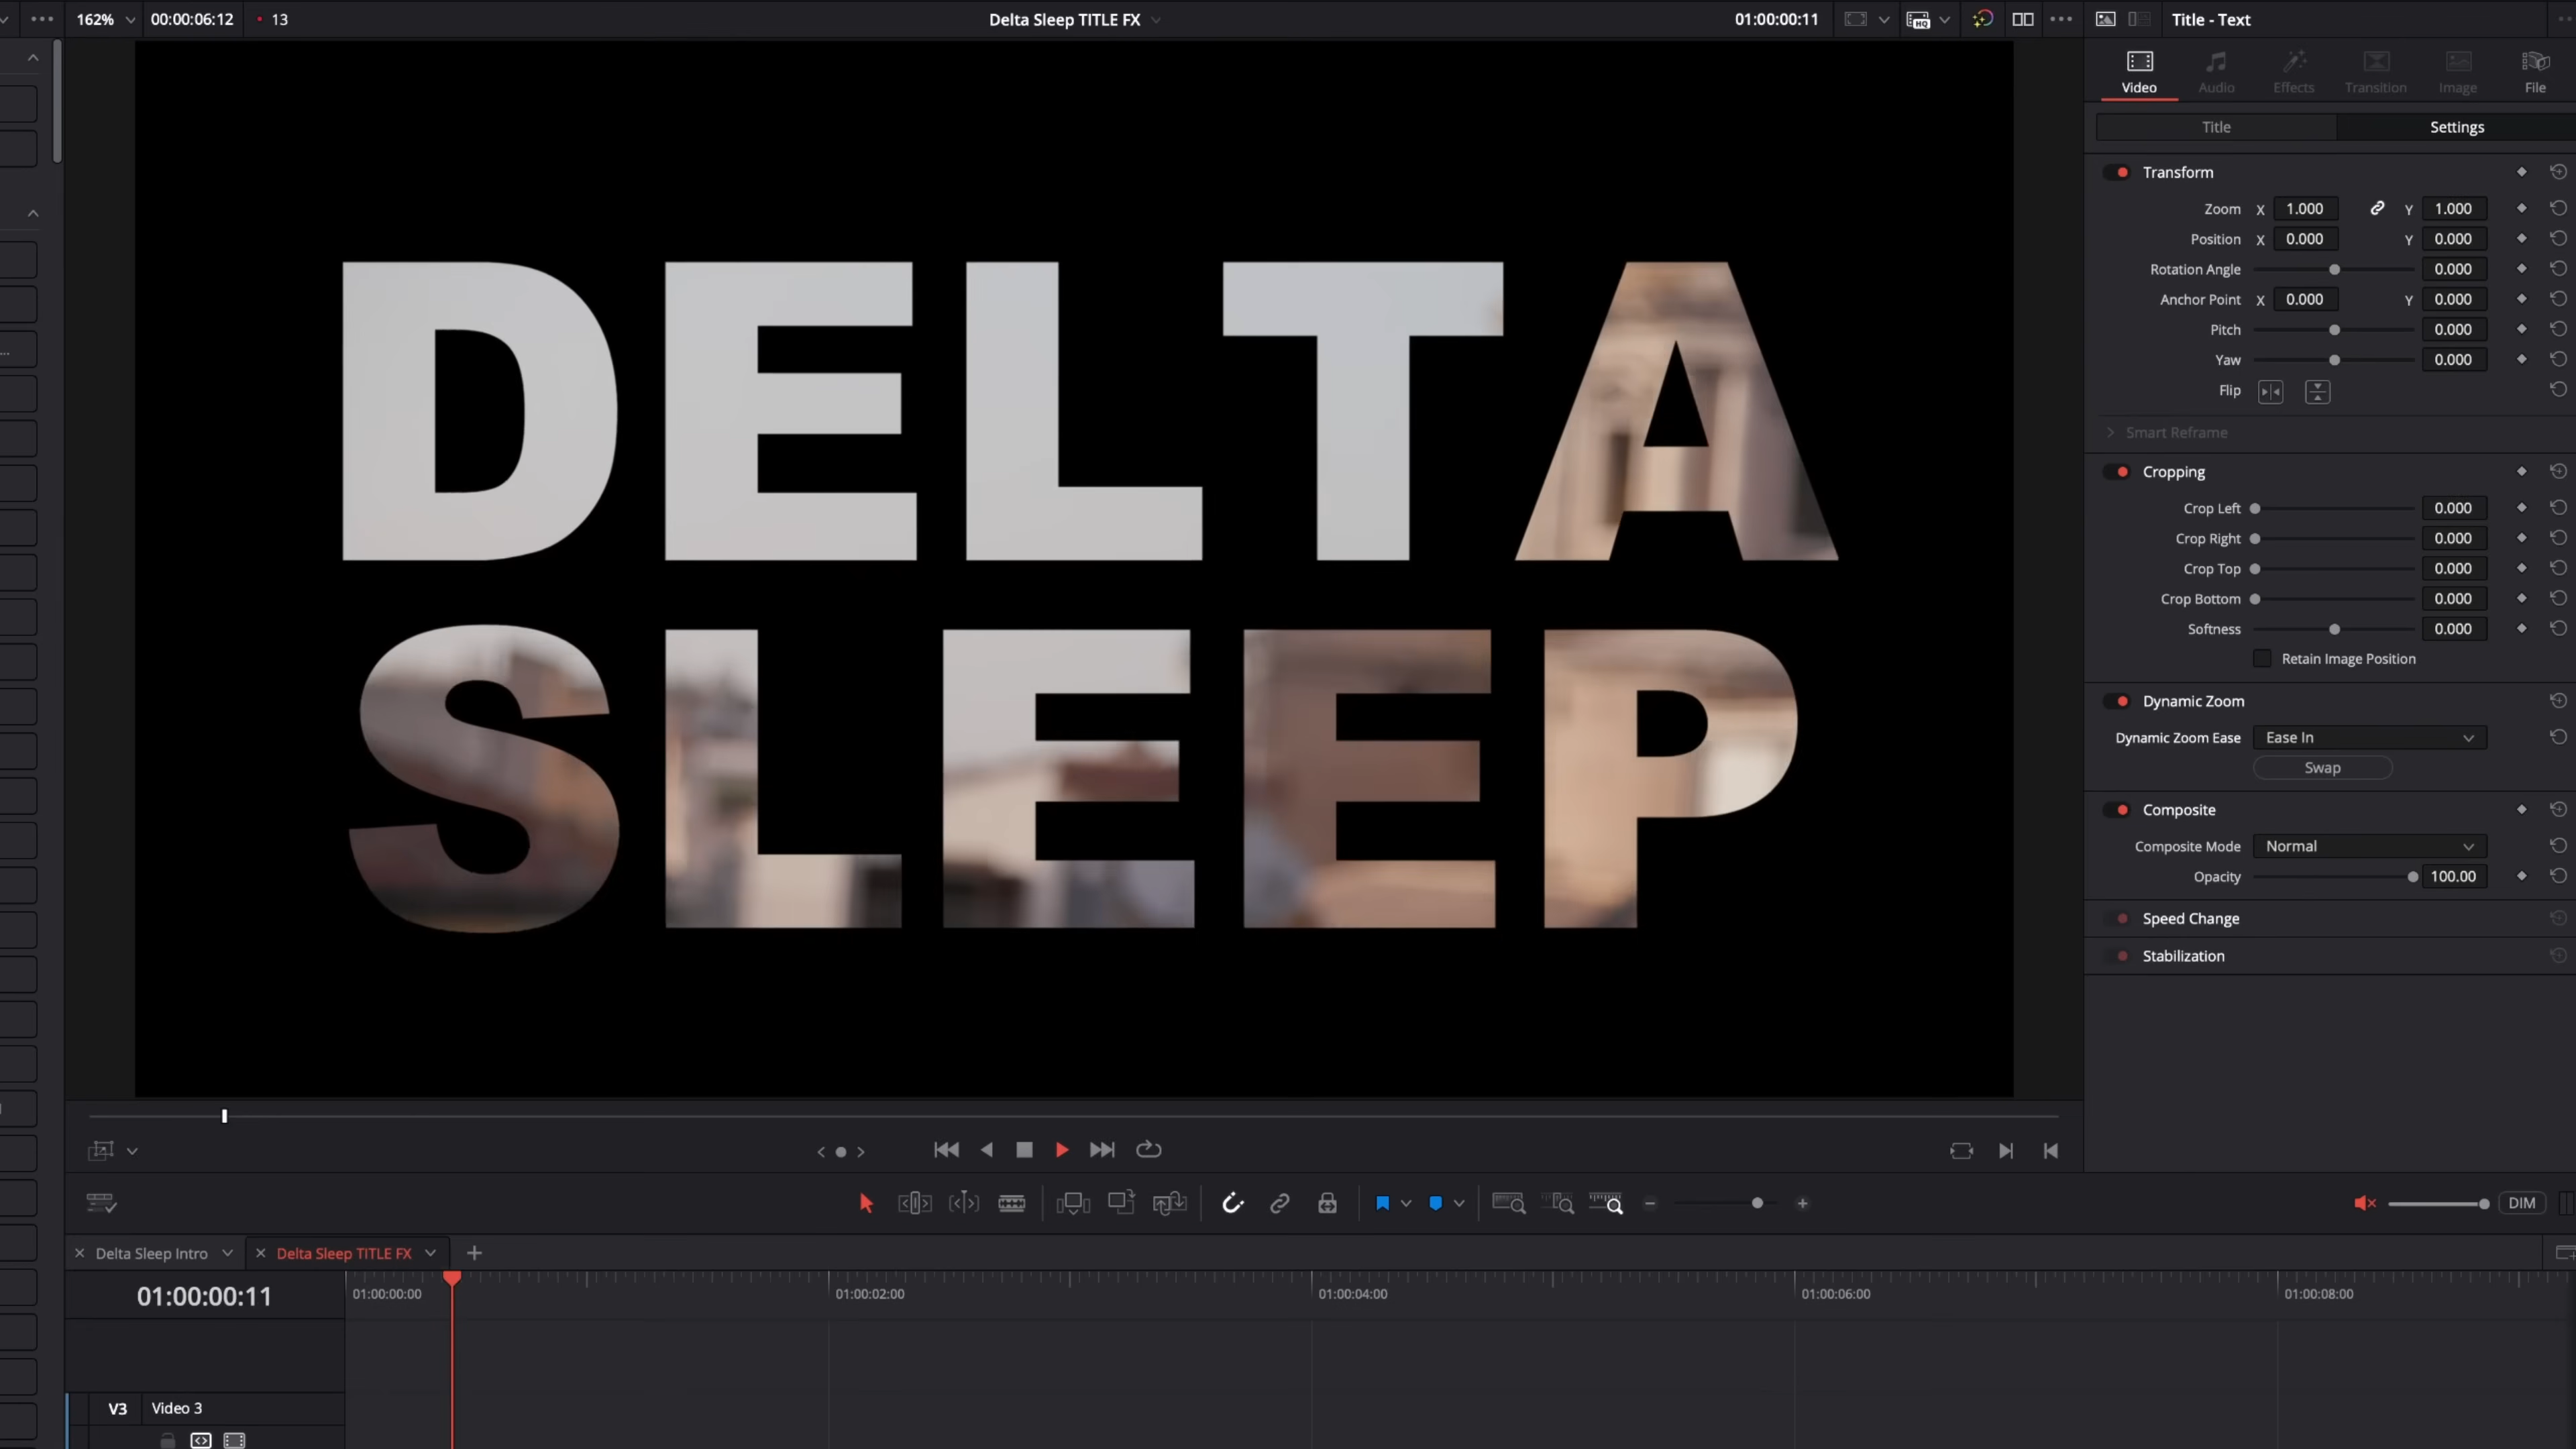 162%
00:00:06:12
13
Delta Sleep TITLE FX
01:00:00:11
HQ
Title - Text
Video
Audio
Effects
Transition
Image
File
Title
Settings
Transform
Zoom X 1.000 Y 1.000
Position X 0.000 Y 0.000
Rotation Angle 0.000
Anchor Point X 0.000 Y 0.000
Pitch 0.000
Yaw 0.000
Flip
Smart Reframe
Cropping
Crop Left 0.000
Crop Right 0.000
Crop Top 0.000
Crop Bottom 0.000
Softness 0.000
Retain Image Position
Dynamic Zoom
Dynamic Zoom Ease Ease In
Swap
Composite
Composite Mode Normal
Opacity 100.00
Speed Change
Stabilization
DELTA
SLEEP
DIM
Delta Sleep Intro
Delta Sleep TITLE FX
01:00:00:11
01:00:00:00
01:00:02:00
01:00:04:00
01:00:06:00
01:00:08:00
V3 Video 3